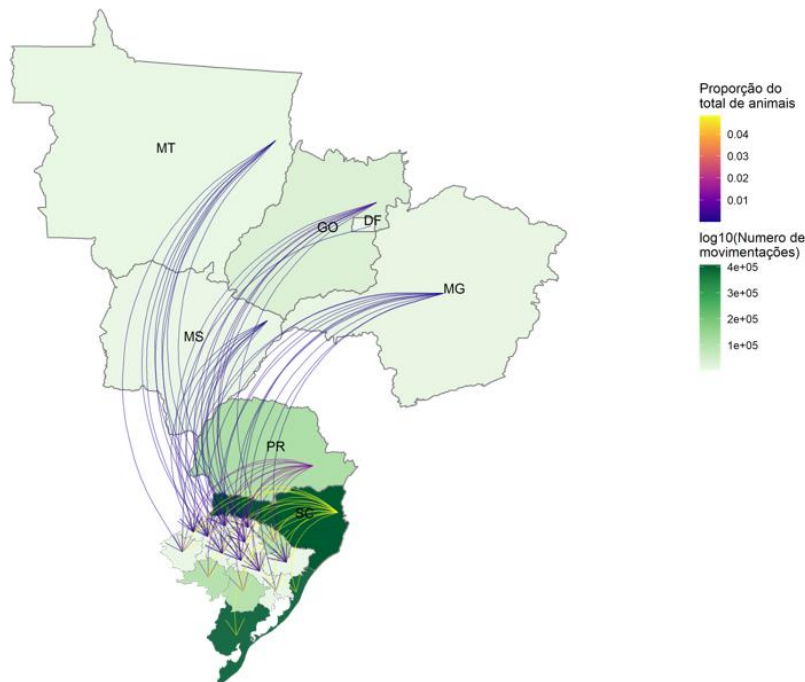 Proporção do
total de animais
0.04
0.03
0.02
0.01
log10(Numero de
movimentações)
4e+05
3e+05
2e+05
1e+05
MT
GO
DF
MG
MS
PR
SC